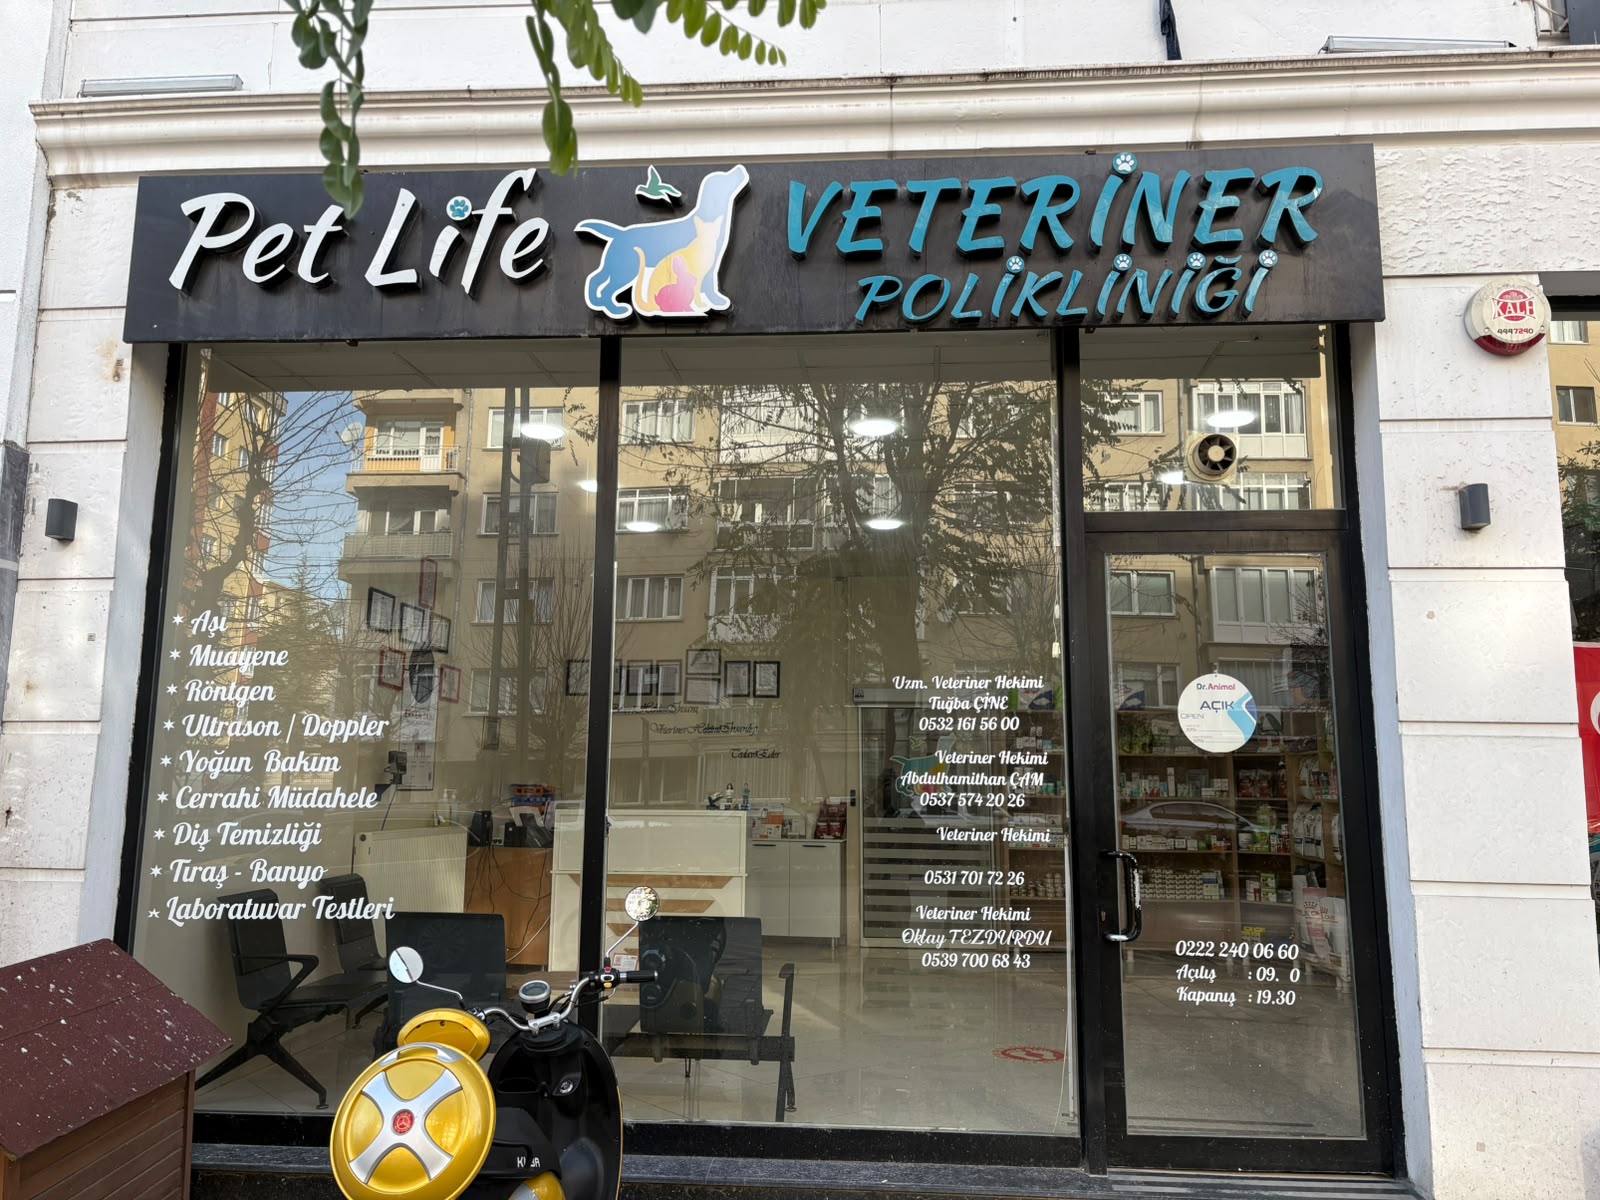 Pet Life
VETERİNER
POLİKLİNİĞİ
KALE
444 7240
* Aşı
* Muayene
* Röntgen
* Ultrason / Doppler
* Yoğun Bakım
* Cerrahi Müdahele
* Diş Temizliği
* Tıraş - Banyo
* Laboratuvar Testleri
Uzm. Veteriner Hekimi
Tuğba ÇİNE
0532 161 56 00
Veteriner Hekimi
Abdulhamithan ÇAM
0537 574 20 26
Veteriner Hekimi
0531 701 72 26
Veteriner Hekimi
Oktay TEZDURDU
0539 700 68 43
Dr.Animal
AÇIK
OPEN
0222 240 06 60
Açılış : 09. 0
Kapanış : 19.30